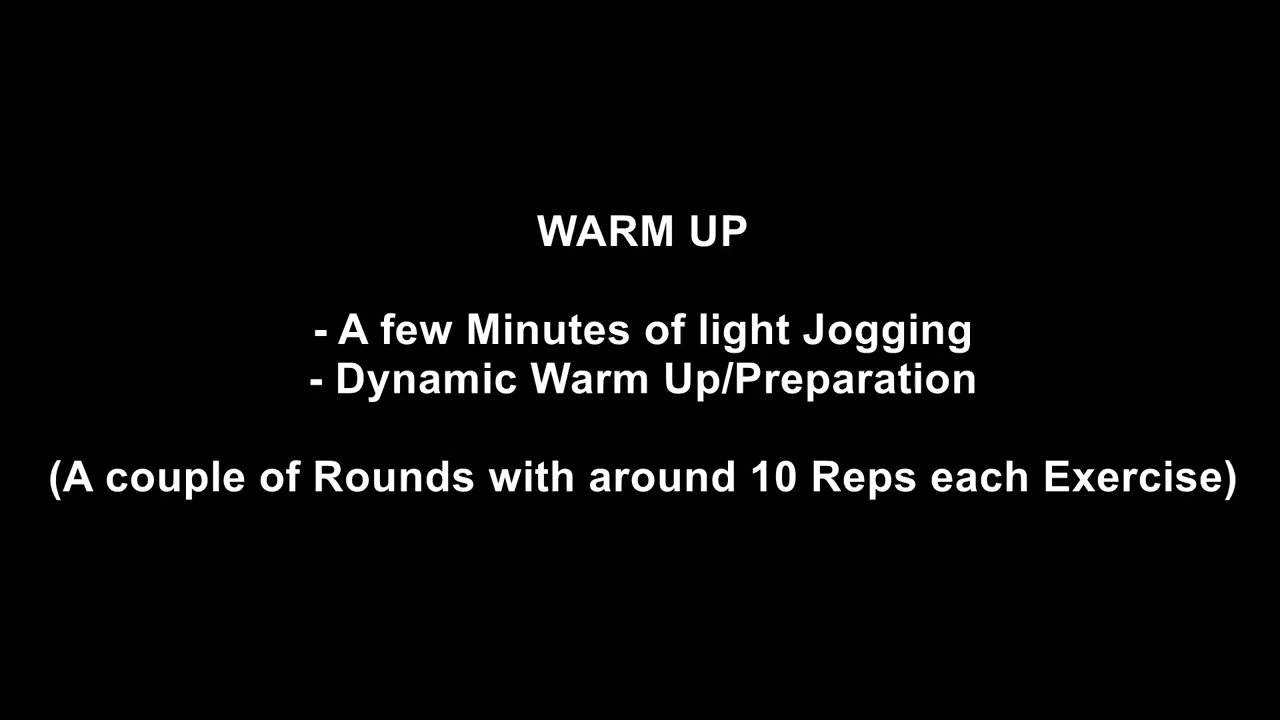 WARM UP
- A few Minutes of light Jogging
- Dynamic Warm Up/Preparation
(A couple of Rounds with around 10 Reps each Exercise)